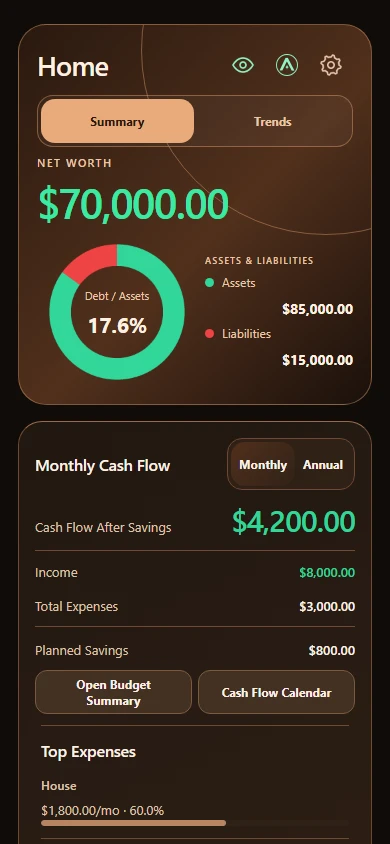 Home
Summary
Trends
NET WORTH
$70,000.00
Debt / Assets
17.6%
ASSETS & LIABILITIES
Assets
$85,000.00
Liabilities
$15,000.00
Monthly Cash Flow
Monthly
Annual
Cash Flow After Savings
$4,200.00
Income
$8,000.00
Total Expenses
$3,000.00
Planned Savings
$800.00
Open Budget
Summary
Cash Flow Calendar
Top Expenses
House
$1,800.00/mo · 60.0%